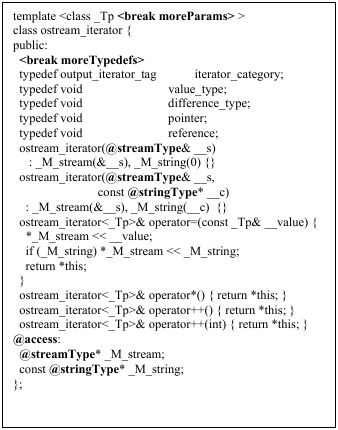 template <class _Tp <break moreParams> >
class ostream_iterator {
public:
<break moreTypedefs>
typedef output_iterator_tag iterator_category;
typedef void value_type;
typedef void difference_type;
typedef void pointer;
typedef void reference;
ostream_iterator(@streamType& __s)
: _M_stream(&__s), _M_string(0) {}
ostream_iterator(@streamType& __s,
const @stringType* __c)
: _M_stream(&__s), _M_string(__c) {}
ostream_iterator<_Tp>& operator=(const _Tp& __value) {
*_M_stream << __value;
if (_M_string) *_M_stream << _M_string;
return *this;
}
ostream_iterator<_Tp>& operator*() { return *this; }
ostream_iterator<_Tp>& operator++() { return *this; }
ostream_iterator<_Tp>& operator++(int) { return *this; }
@access:
@streamType* _M_stream;
const @stringType* _M_string;
};